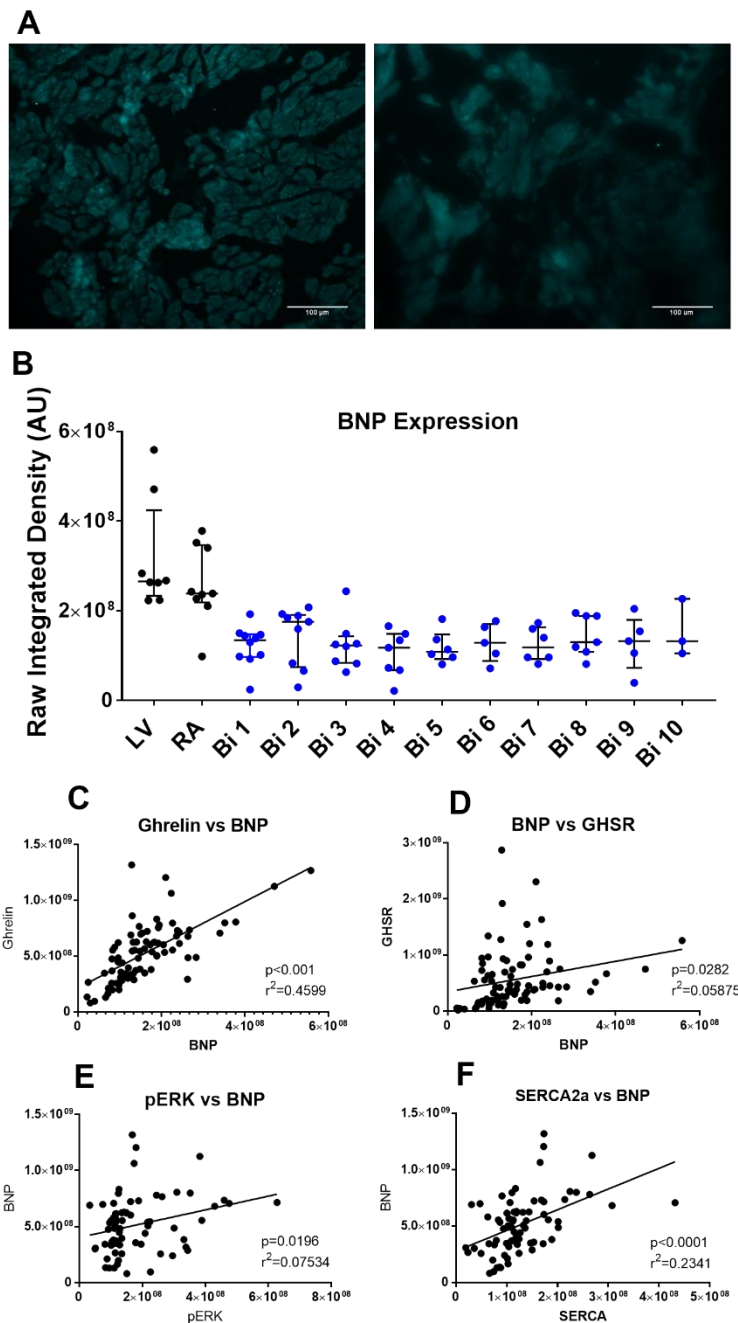 A
100 µm
100 µm
B
BNP Expression
Raw Integrated Density (AU)
6×10⁸
4×10⁸
2×10⁸
0
LV RA Bi 1 Bi 2 Bi 3 Bi 4 Bi 5 Bi 6 Bi 7 Bi 8 Bi 9 Bi 10
C
Ghrelin vs BNP
Ghrelin
1.5×10⁰⁹
1.0×10⁰⁹
5.0×10⁰⁸
0
0 2×10⁰⁸ 4×10⁰⁸ 6×10⁰⁸
BNP
p<0.001
r²=0.4599
D
BNP vs GHSR
GHSR
3×10⁰⁹
2×10⁰⁹
1×10⁰⁹
0
0 2×10⁰⁸ 4×10⁰⁸ 6×10⁰⁸
BNP
p=0.0282
r²=0.05875
E
pERK vs BNP
BNP
1.5×10⁰⁹
1.0×10⁰⁹
5.0×10⁰⁸
0
0 2×10⁰⁸ 4×10⁰⁸ 6×10⁰⁸ 8×10⁰⁸
pERK
p=0.0196
r²=0.07534
F
SERCA2a vs BNP
BNP
1.5×10⁰⁹
1.0×10⁰⁹
5.0×10⁰⁸
0
0 1×10⁰⁸ 2×10⁰⁸ 3×10⁰⁸ 4×10⁰⁸ 5×10⁰⁸
SERCA
p<0.0001
r²=0.2341